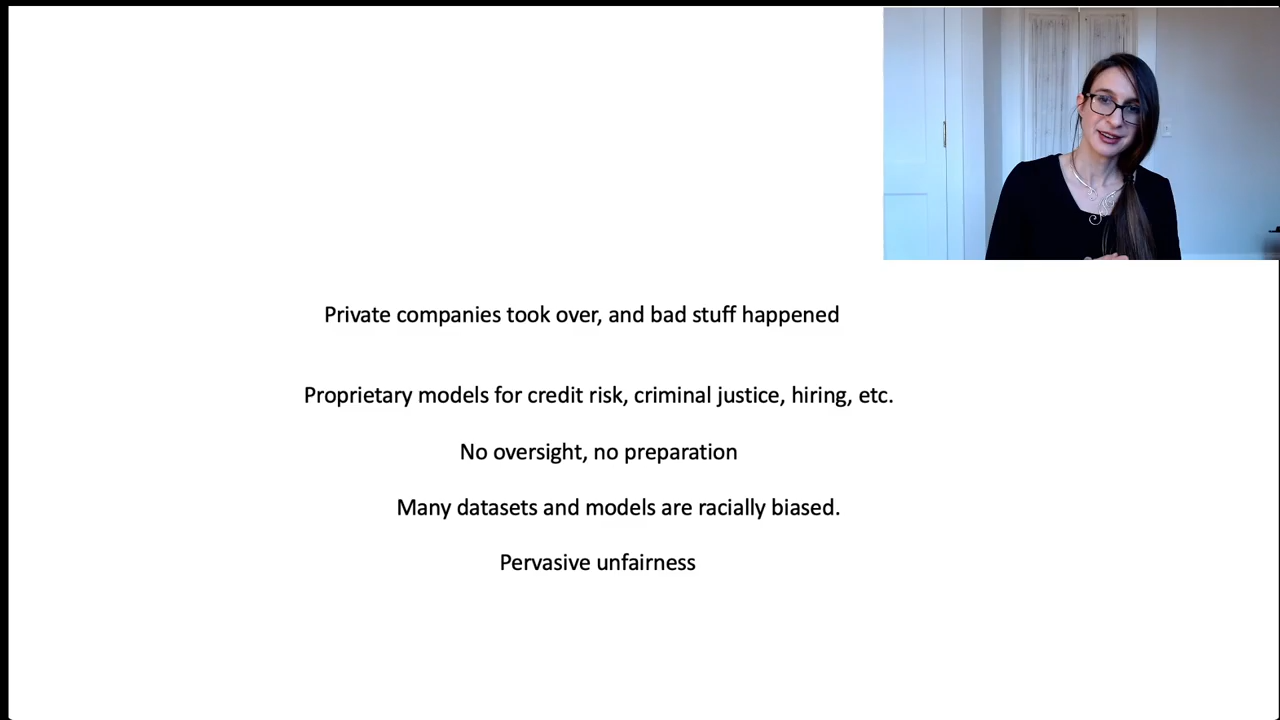 Private companies took over, and bad stuff happened
Proprietary models for credit risk, criminal justice, hiring, etc.
No oversight, no preparation
Many datasets and models are racially biased.
Pervasive unfairness